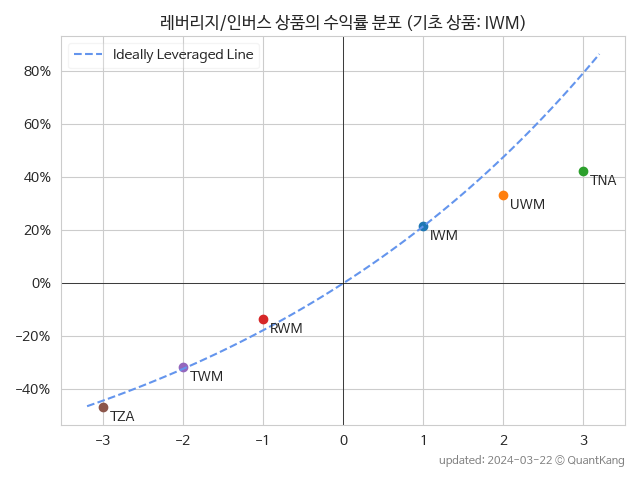 레버리지/인버스 상품의 수익률 분포 (기초 상품: IWM)
Ideally Leveraged Line
80%
60%
40%
20%
0%
−20%
−40%
TNA
UWM
IWM
RWM
TWM
TZA
−3
−2
−1
0
1
2
3
updated: 2024-03-22 © QuantKang